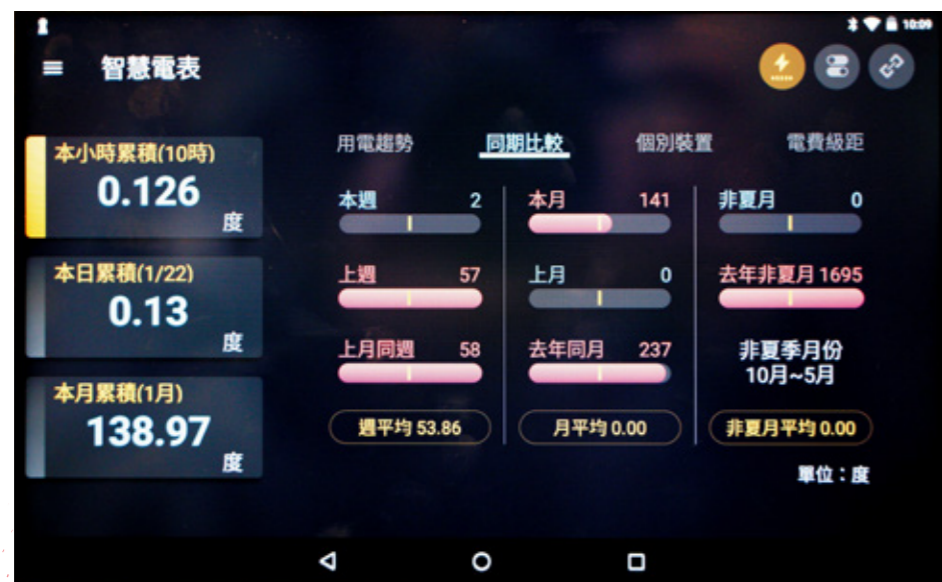 10:09
智慧電表
本小時累積(10時)
0.126
度
本日累積(1/22)
0.13
度
本月累積(1月)
138.97
度
用電趨勢 同期比較 個別裝置 電費級距
本週 2
上週 57
上月同週 58
週平均 53.86
本月 141
上月 0
去年同月 237
月平均 0.00
非夏月 0
去年非夏月 1695
非夏季月份
10月~5月
非夏月平均 0.00
單位：度